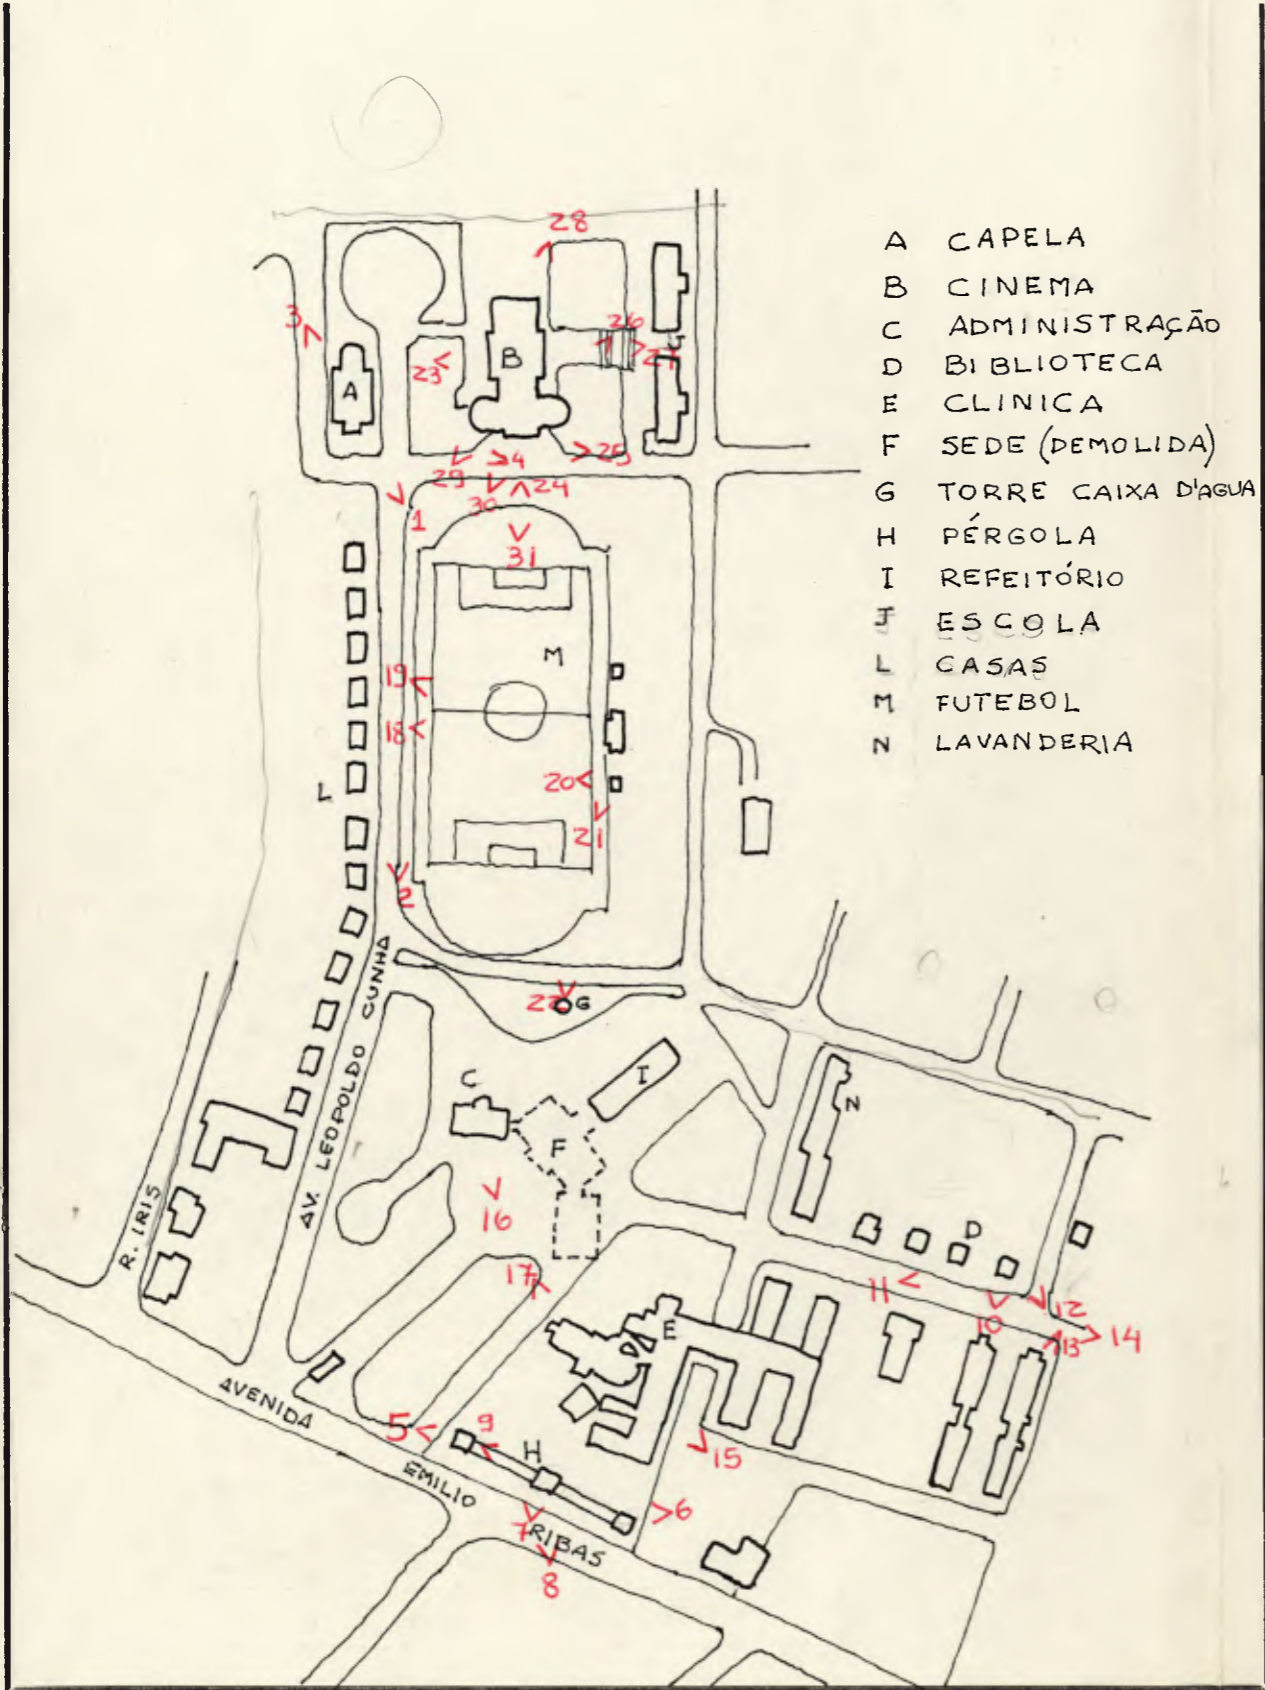 28
A CAPELA
B CINEMA
C ADMINISTRAÇÃO
D BIBLIOTECA
E CLINICA
F SEDE (DEMOLIDA)
G TORRE CAIXA D'AGUA
H PÉRGOLA
I REFEITÓRIO
J ESCOLA
L CASAS
M FUTEBOL
N LAVANDERIA
3
26
J
27
B
23
A
29
4
25
30
24
1
31
M
19
18
20
L
21
2
22
G
C
I
N
F
AV. LEOPOLDO CUNHA
R. IRIS
16
D
17
11
12
10
13
14
E
AVENIDA EMILIO RIBAS
5
9
H
15
6
7
8